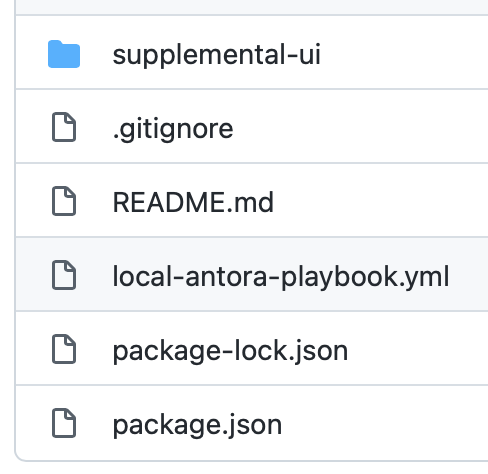 supplemental-ui
.gitignore
README.md
local-antora-playbook.yml
package-lock.json
package.json